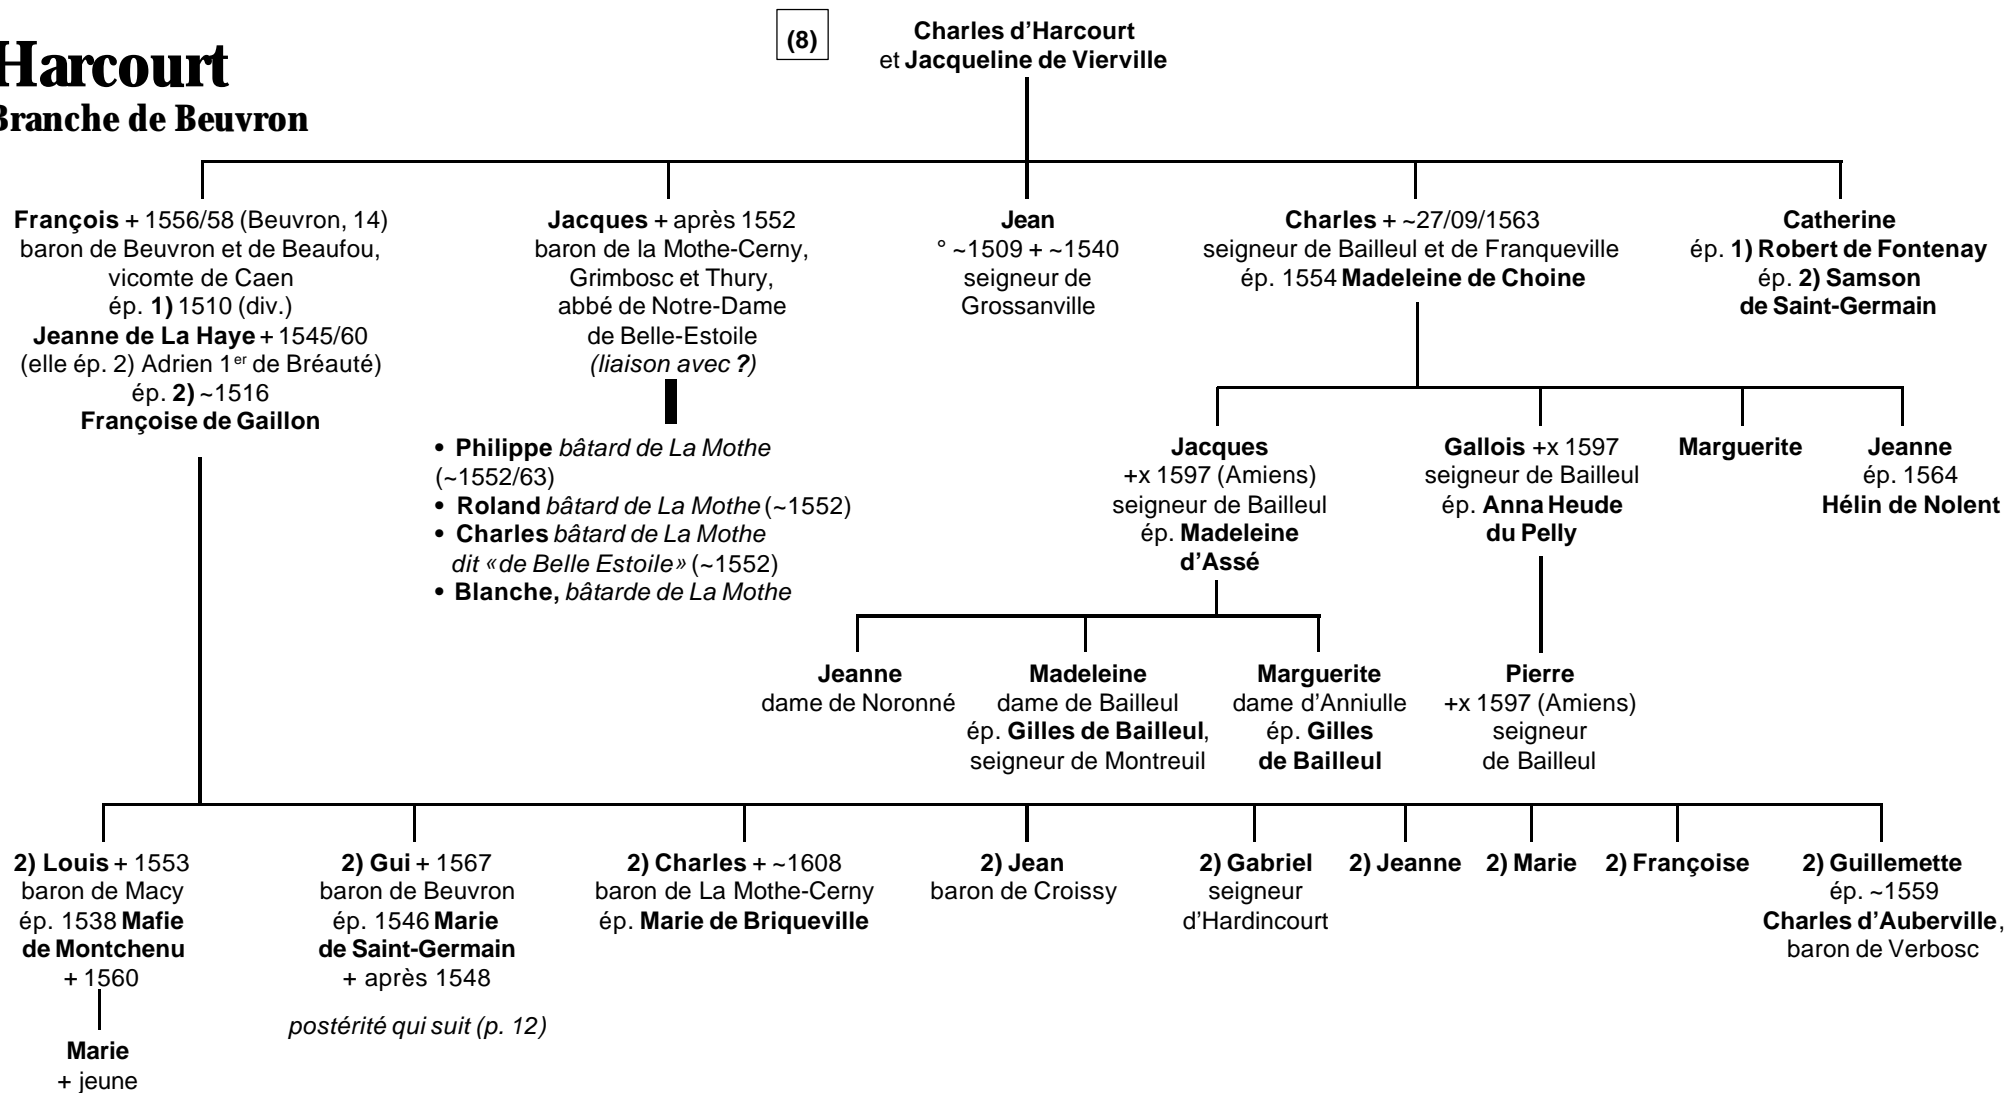 Harcourt
Branche de Beuvron
(8)
Charles d’Harcourt
et Jacqueline de Vierville
François + 1556/58 (Beuvron, 14)
baron de Beuvron et de Beaufou,
vicomte de Caen
ép. 1) 1510 (div.)
Jeanne de La Haye + 1545/60
(elle ép. 2) Adrien 1er de Bréauté)
ép. 2) ~1516
Françoise de Gaillon
Jacques + après 1552
baron de la Mothe-Cerny,
Grimbosc et Thury,
abbé de Notre-Dame
de Belle-Estoile
(liaison avec ?)
• Philippe bâtard de La Mothe
(~1552/63)
• Roland bâtard de La Mothe (~1552)
• Charles bâtard de La Mothe
dit «de Belle Estoile» (~1552)
• Blanche, bâtarde de La Mothe
Jean
° ~1509 + ~1540
seigneur de
Grossanville
Charles + ~27/09/1563
seigneur de Bailleul et de Franqueville
ép. 1554 Madeleine de Choine
Catherine
ép. 1) Robert de Fontenay
ép. 2) Samson
de Saint-Germain
Jacques
+x 1597 (Amiens)
seigneur de Bailleul
ép. Madeleine
d’Assé
Gallois +x 1597
seigneur de Bailleul
ép. Anna Heude
du Pelly
Marguerite
Jeanne
ép. 1564
Hélin de Nolent
Jeanne
dame de Noronné
Madeleine
dame de Bailleul
ép. Gilles de Bailleul,
seigneur de Montreuil
Marguerite
dame d’Anniulle
ép. Gilles
de Bailleul
Pierre
+x 1597 (Amiens)
seigneur
de Bailleul
2) Louis + 1553
baron de Macy
ép. 1538 Mafie
de Montchenu
+ 1560
Marie
+ jeune
2) Gui + 1567
baron de Beuvron
ép. 1546 Marie
de Saint-Germain
+ après 1548
postérité qui suit (p. 12)
2) Charles + ~1608
baron de La Mothe-Cerny
ép. Marie de Briqueville
2) Jean
baron de Croissy
2) Gabriel
seigneur
d’Hardincourt
2) Jeanne
2) Marie
2) Françoise
2) Guillemette
ép. ~1559
Charles d’Auberville,
baron de Verbosc